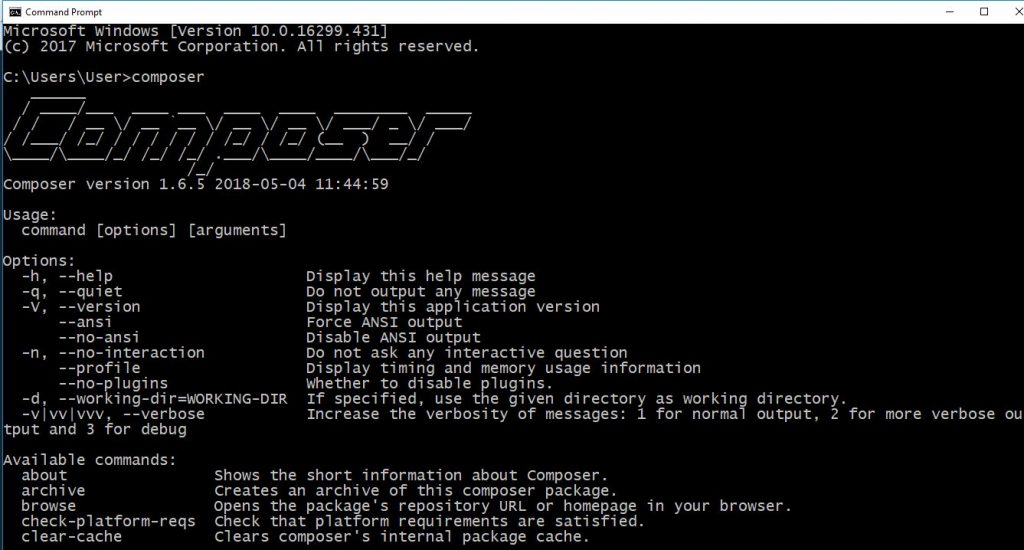 Command Prompt
Microsoft Windows [Version 10.0.16299.431]
(c) 2017 Microsoft Corporation. All rights reserved.
C:\Users\User>composer
Composer
Composer version 1.6.5 2018-05-04 11:44:59
Usage:
command [options] [arguments]
Options:
-h, --help Display this help message
-q, --quiet Do not output any message
-V, --version Display this application version
--ansi Force ANSI output
--no-ansi Disable ANSI output
-n, --no-interaction Do not ask any interactive question
--profile Display timing and memory usage information
--no-plugins Whether to disable plugins.
-d, --working-dir=WORKING-DIR If specified, use the given directory as working directory.
-v|vv|vvv, --verbose Increase the verbosity of messages: 1 for normal output, 2 for more verbose ou
tput and 3 for debug
Available commands:
about Shows the short information about Composer.
archive Creates an archive of this composer package.
browse Opens the package's repository URL or homepage in your browser.
check-platform-reqs Check that platform requirements are satisfied.
clear-cache Clears composer's internal package cache.